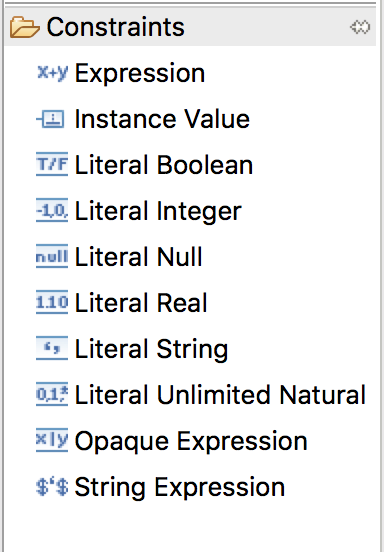 Constraints
x+y Expression
Instance Value
T/F Literal Boolean
-1,0, Literal Integer
null Literal Null
1.10 Literal Real
‘, Literal String
0,1,* Literal Unlimited Natural
x|y Opaque Expression
$‘$ String Expression